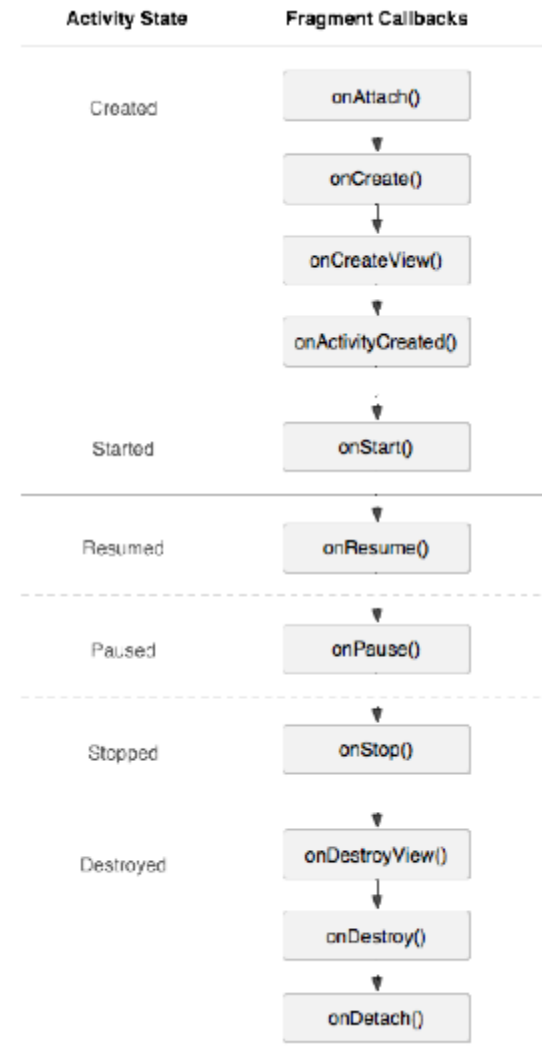 Activity State Fragment Callbacks
Created
onAttach()
onCreate()
onCreateView()
onActivityCreated()
Started
onStart()
Resumed
onResume()
Paused
onPause()
Stopped
onStop()
Destroyed
onDestroyView()
onDestroy()
onDetach()